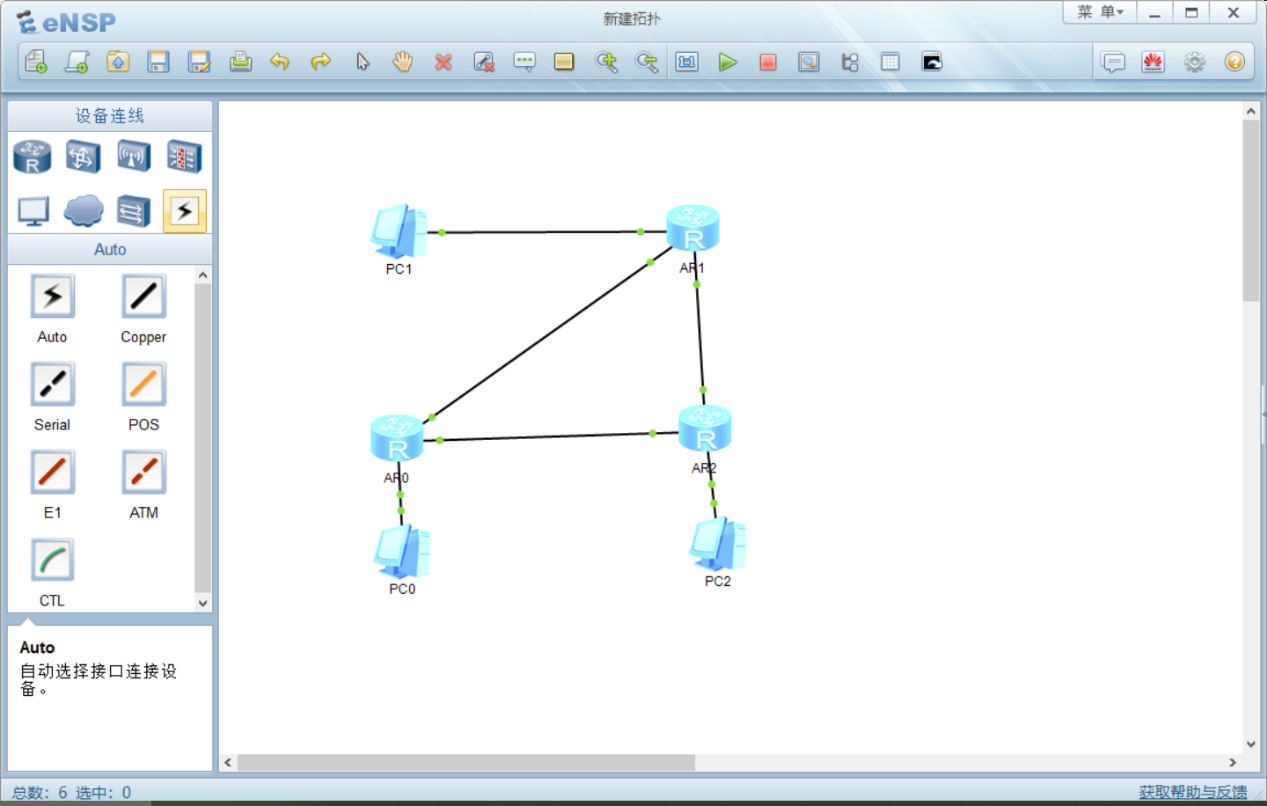 eNSP
新建拓扑
菜 单
设备连线
R
Auto
Auto
Copper
Serial
POS
E1
ATM
CTL
Auto
自动选择接口连接设
备。
PC1
R
AR1
R
AR0
R
AR2
PC0
PC2
总数: 6 选中: 0
获取帮助与反馈